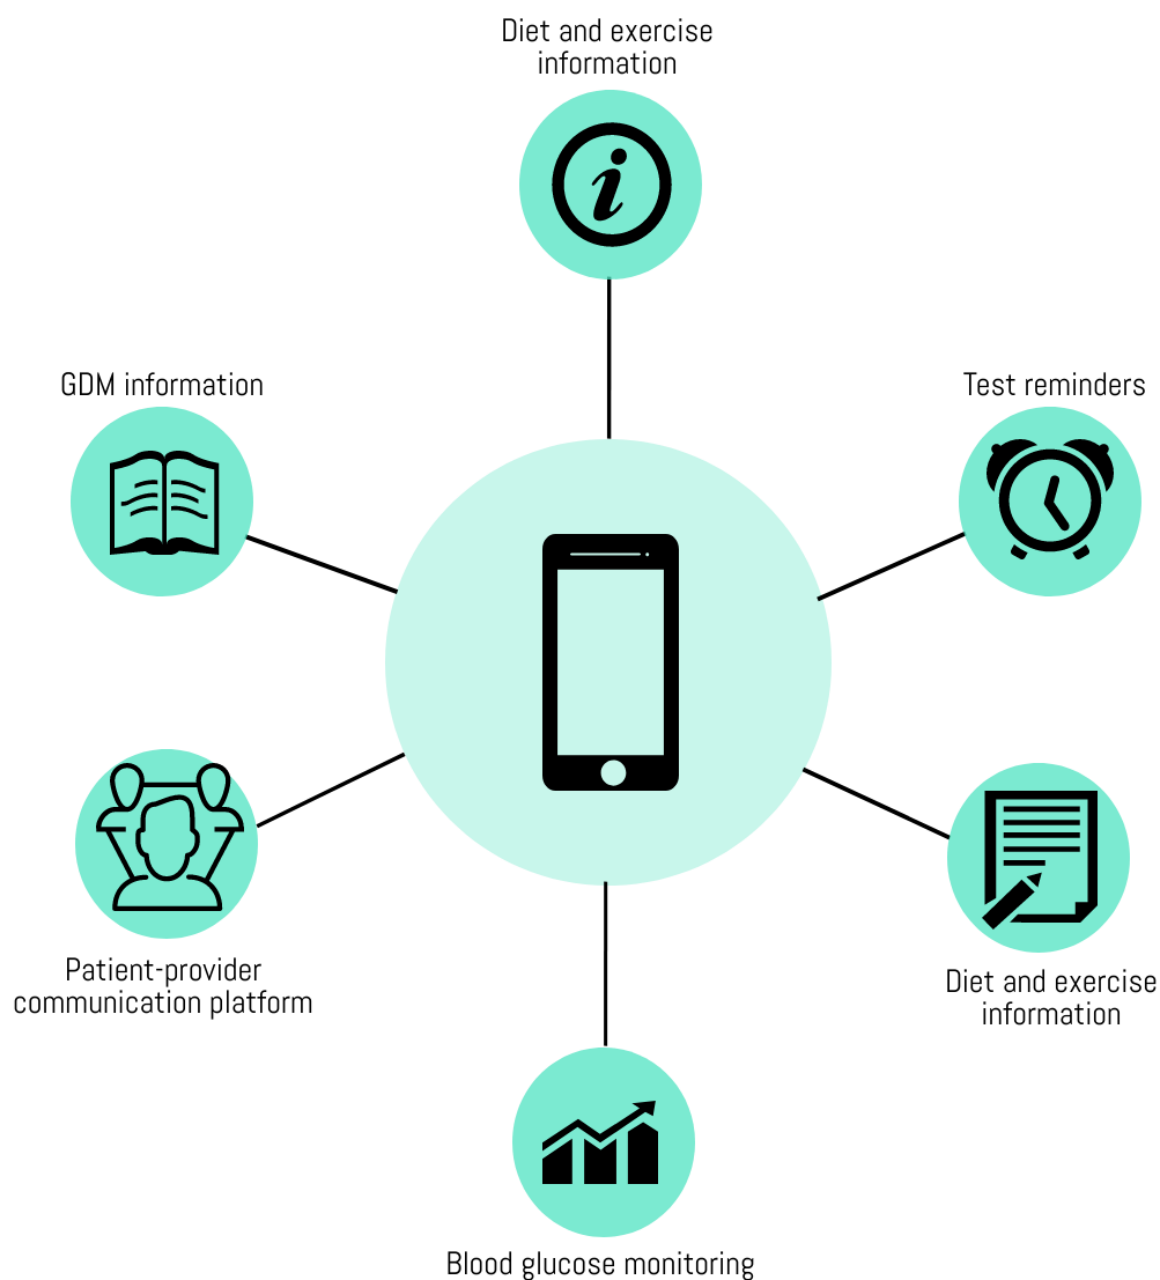 Diet and exercise
information
GDM information
Test reminders
Patient-provider
communication platform
Diet and exercise
information
Blood glucose monitoring